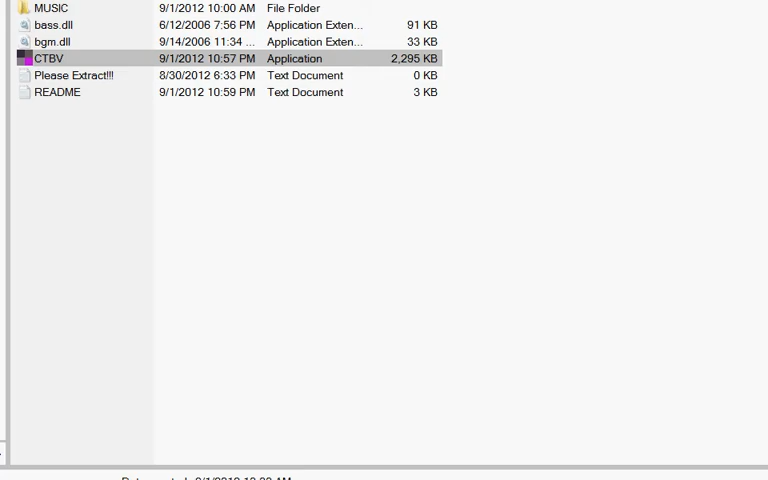 MUSIC 9/1/2012 10:00 AM File Folder
bass.dll 6/12/2006 7:56 PM Application Exten... 91 KB
bgm.dll 9/14/2006 11:34 ... Application Exten... 33 KB
CTBV 9/1/2012 10:57 PM Application 2,295 KB
Please Extract!!! 8/30/2012 6:33 PM Text Document 0 KB
README 9/1/2012 10:59 PM Text Document 3 KB